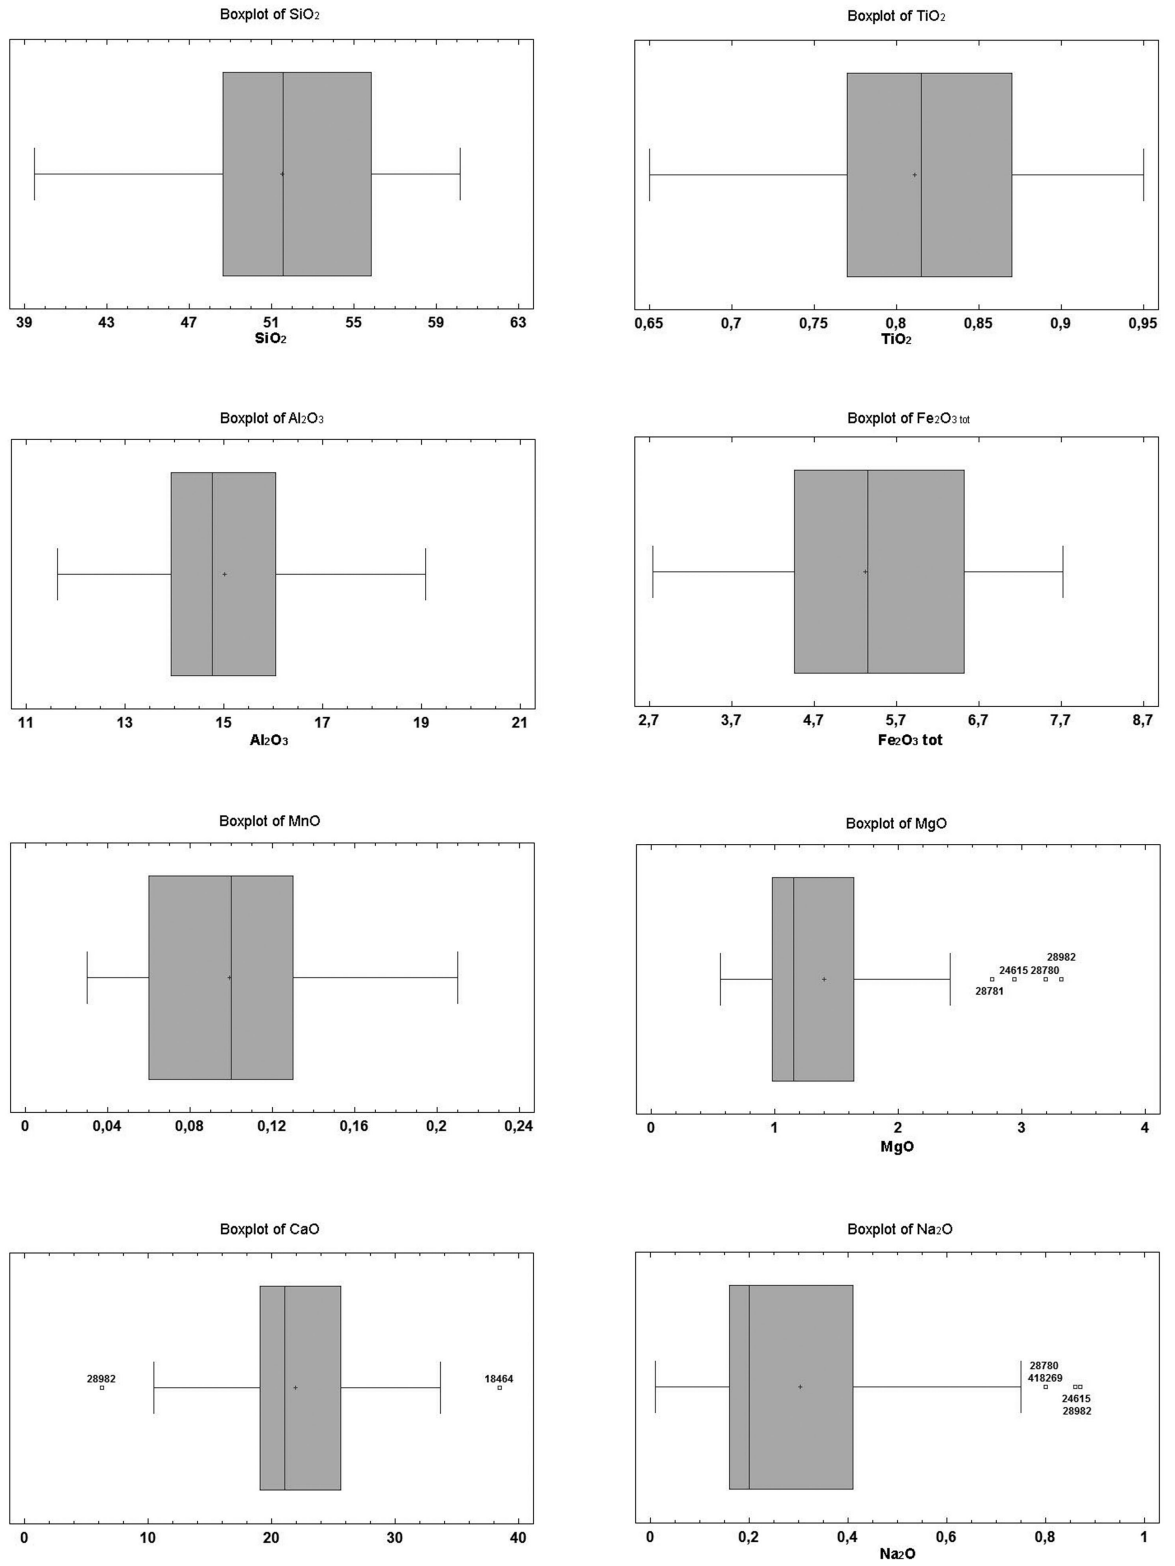 Boxplot of SiO₂
39 43 47 51 55 59 63
SiO₂
Boxplot of TiO₂
0,65 0,7 0,75 0,8 0,85 0,9 0,95
TiO₂
Boxplot of Al₂O₃
11 13 15 17 19 21
Al₂O₃
Boxplot of Fe₂O₃ tot
2,7 3,7 4,7 5,7 6,7 7,7 8,7
Fe₂O₃ tot
Boxplot of MnO
0 0,04 0,08 0,12 0,16 0,2 0,24
Boxplot of MgO
28982
24615 28780
28781
0 1 2 3 4
MgO
Boxplot of CaO
28982 18464
0 10 20 30 40
Boxplot of Na₂O
28780
418269
24615
28982
0 0,2 0,4 0,6 0,8 1
Na₂O